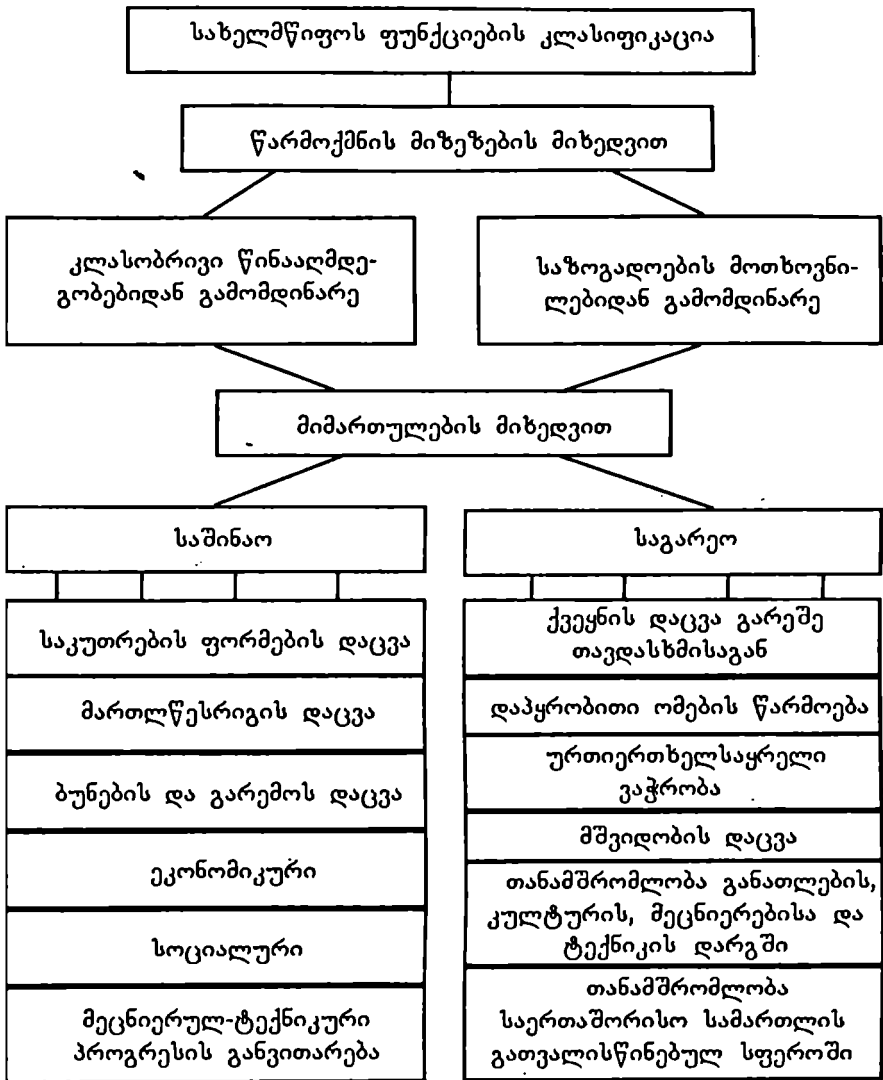 სახელმწიფოს ფუნქციების კლასიფიკაცია
წარმოქმნის მიზეზების მიხედვით
კლასობრივი წინააღმდე-
გობებიდან გამომდინარე
საზოგადოების მოთხოვნი-
ლებიდან გამომდინარე
მიმართულების მიხედვით
საშინაო
საკუთრების ფორმების დაცვა
მართლწესრიგის დაცვა
ბუნების და გარემოს დაცვა
ეკონომიკური
სოციალური
მეცნიერულ-ტექნიკური
პროგრესის განვითარება
საგარეო
ქვეყნის დაცვა გარეშე
თავდასხმისაგან
დაპყრობითი ომების წარმოება
ურთიერთხელსაყრელი
ვაჭრობა
მშვიდობის დაცვა
თანამშრომლობა განათლების,
კულტურის, მეცნიერებისა და
ტექნიკის დარგში
თანამშრომლობა
საერთაშორისო სამართლის
გათვალისწინებულ სფეროში